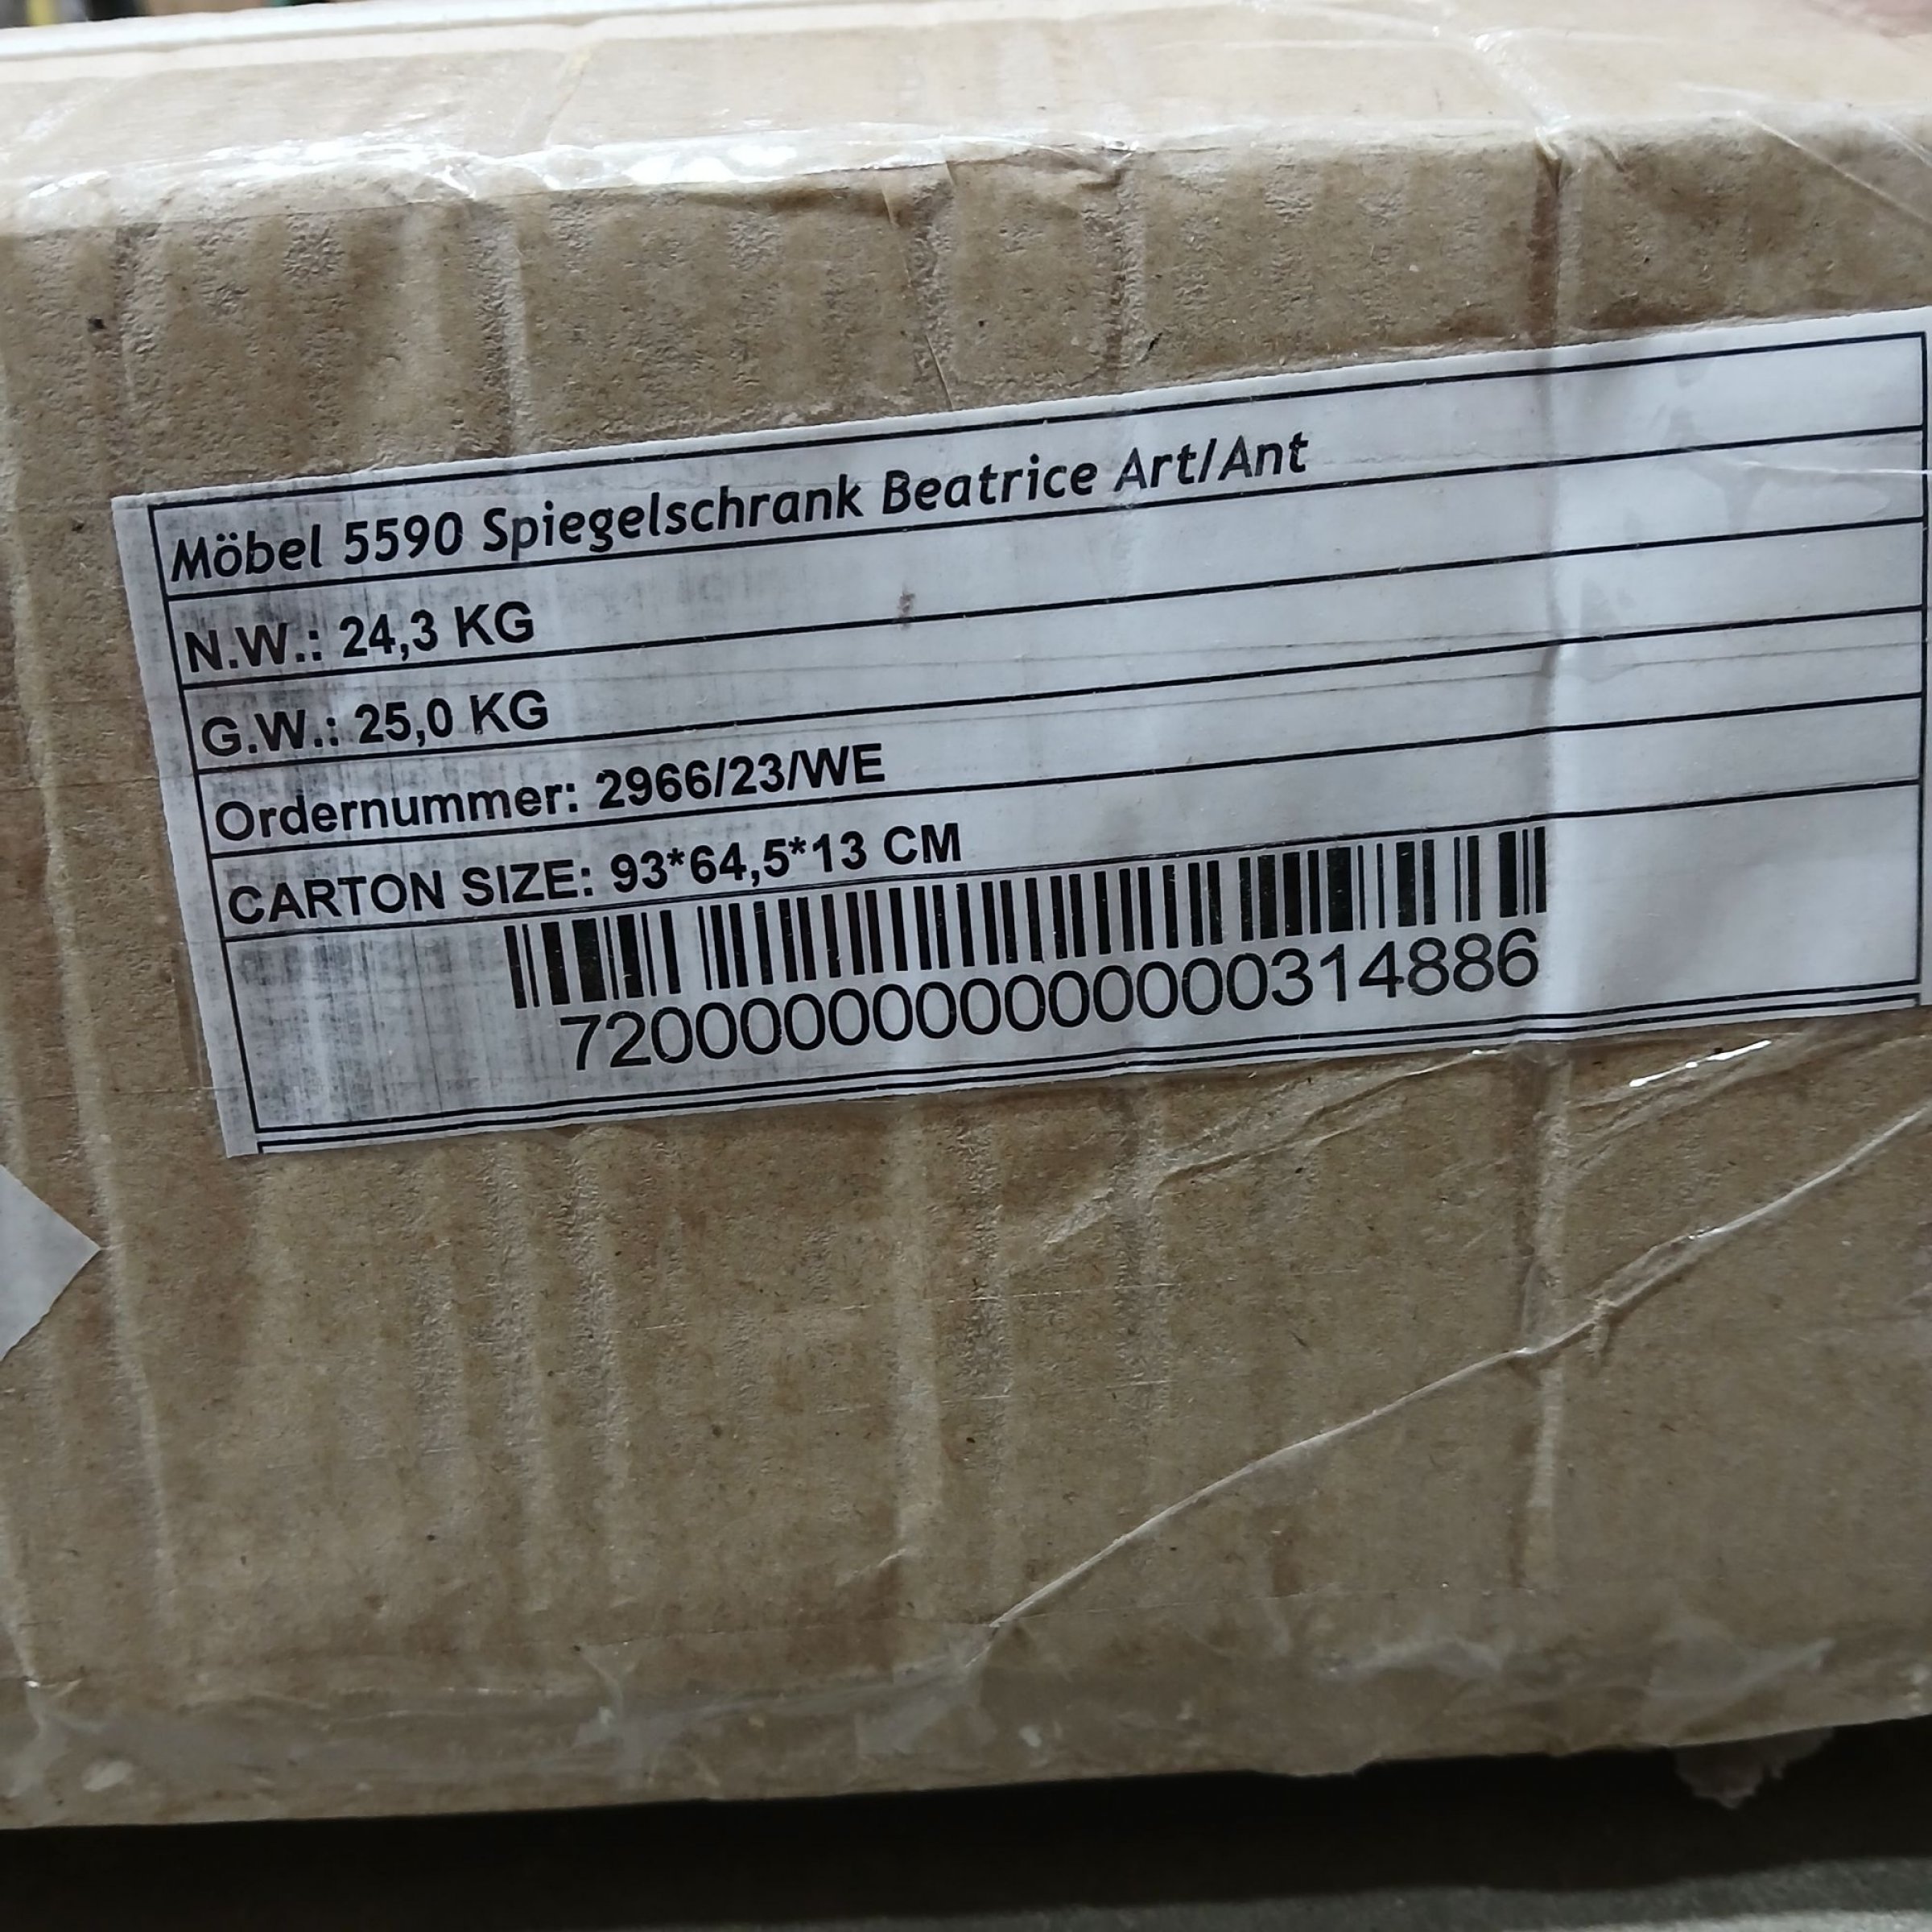 Möbel 5590 Spiegelschrank Beatrice Art/Ant
N.W.: 24,3 KG
G.W.: 25,0 KG
Ordernummer: 2966/23/WE
CARTON SIZE: 93*64,5*13 CM
72000000000000000314886